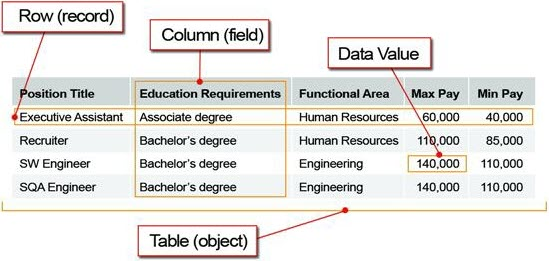 Row (record)
Column (field)
Data Value
Position Title Education Requirements Functional Area Max Pay Min Pay
Executive Assistant Associate degree Human Resources 60,000 40,000
Recruiter Bachelor's degree Human Resources 110,000 85,000
SW Engineer Bachelor's degree Engineering 140,000 110,000
SQA Engineer Bachelor's degree Engineering 140,000 110,000
Table (object)